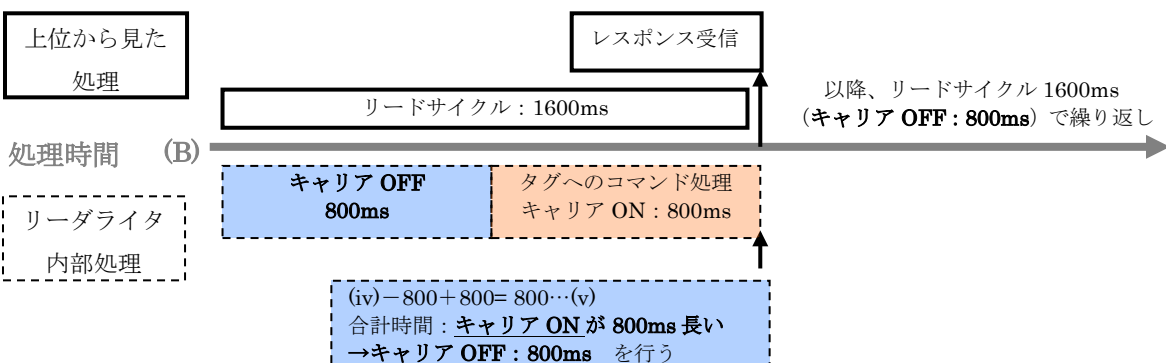 上位から見た
処理
レスポンス受信
リードサイクル：1600ms
以降、リードサイクル 1600ms
（キャリア OFF：800ms）で繰り返し
処理時間 (B)
キャリア OFF
800ms
タグへのコマンド処理
キャリア ON：800ms
リーダライタ
内部処理
(iv)－800＋800= 800…(v)
合計時間：キャリア ON が 800ms 長い
→キャリア OFF：800ms を行う